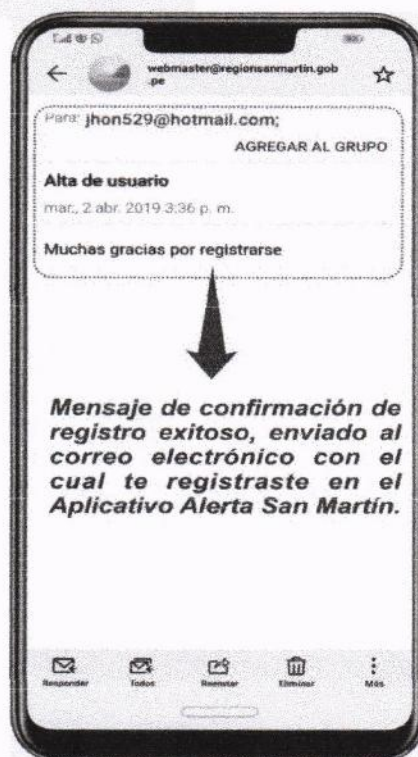 webmaster@regionsanmartin.gob
.pe
Para: jhon529@hotmail.com;
AGREGAR AL GRUPO
Alta de usuario
mar., 2 abr. 2019 3:36 p. m.
Muchas gracias por registrarse
Mensaje de confirmación de
registro exitoso, enviado al
correo electrónico con el
cual te registraste en el
Aplicativo Alerta San Martín.
Responder Todos Reenviar Eliminar Más